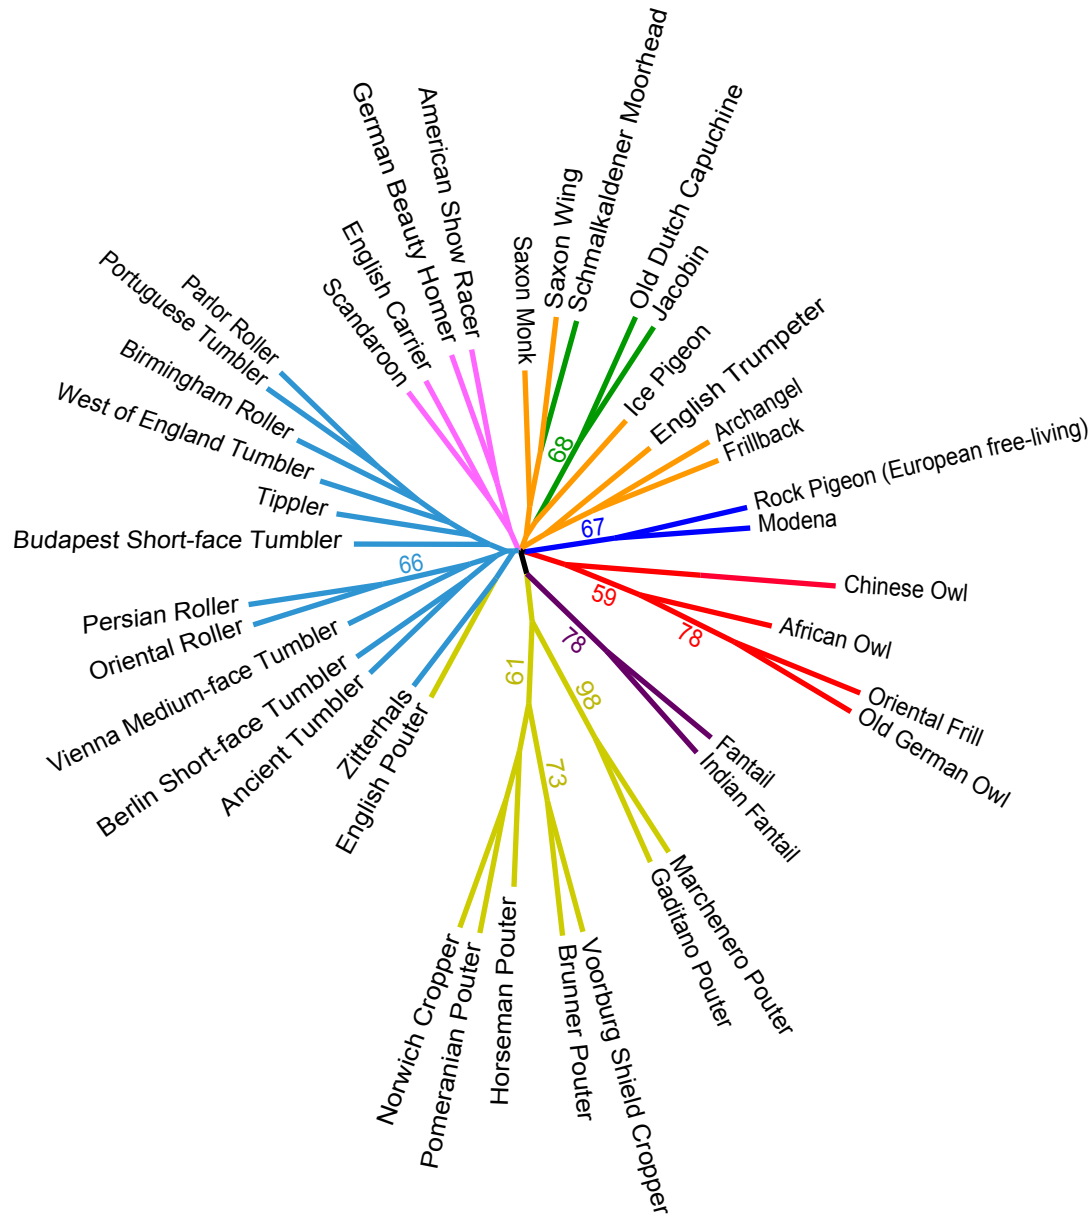 Schmalkaldener Moorhead
Saxon Wing
Saxon Monk
Old Dutch Capuchine
Jacobin
Ice Pigeon
English Trumpeter
Archangel
Frillback
68
Rock Pigeon (European free-living)
Modena
67
Chinese Owl
African Owl
Oriental Frill
Old German Owl
59
78
Fantail
Indian Fantail
78
Marchenero Pouter
Gaditano Pouter
98
Voorburg Shield Cropper
Brunner Pouter
73
61
Horseman Pouter
Pomeranian Pouter
Norwich Cropper
English Pouter
Zitterhals
Ancient Tumbler
Berlin Short-face Tumbler
Vienna Medium-face Tumbler
Oriental Roller
Persian Roller
66
Budapest Short-face Tumbler
Tippler
West of England Tumbler
Birmingham Roller
Portuguese Tumbler
Parlor Roller
Scandaroon
English Carrier
German Beauty Homer
American Show Racer